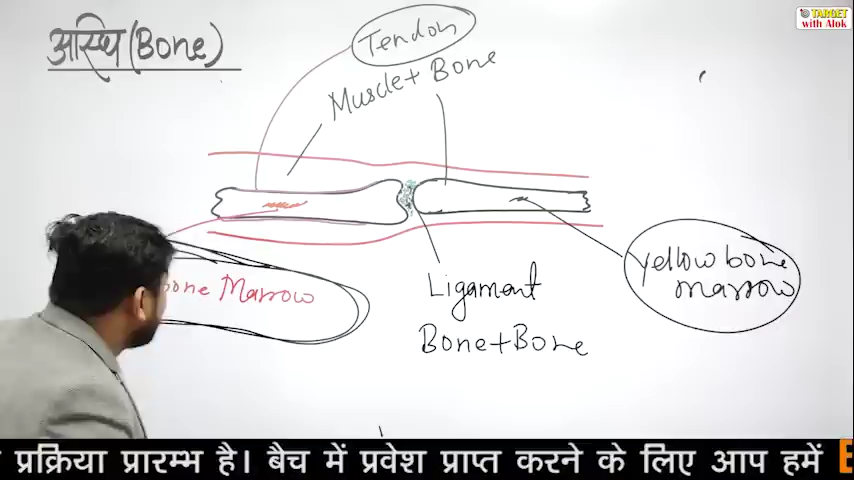 अस्थि (Bone)
TARGET
with Alok
Tendon
Muscle+ Bone
yellow bone
marrow
bone Marrow
Ligament
Bone+Bone
प्रक्रिया प्रारम्भ है। बैच में प्रवेश प्राप्त करने के लिए आप हमें